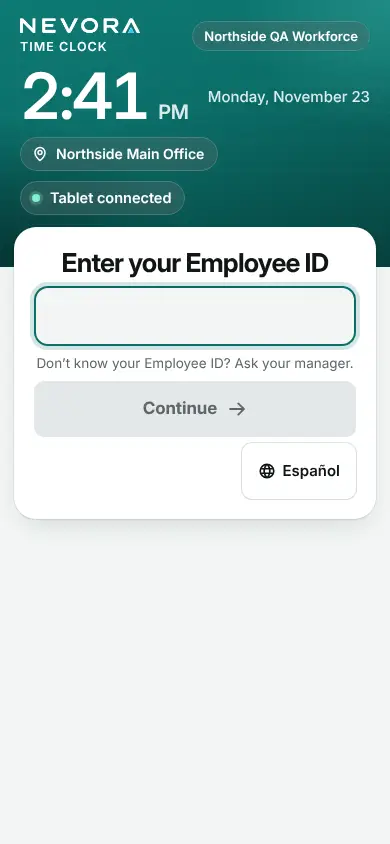 NEVORA
TIME CLOCK
Northside QA Workforce
2:41 PM
Monday, November 23
Northside Main Office
Tablet connected
Enter your Employee ID
Don’t know your Employee ID? Ask your manager.
Continue →
Español